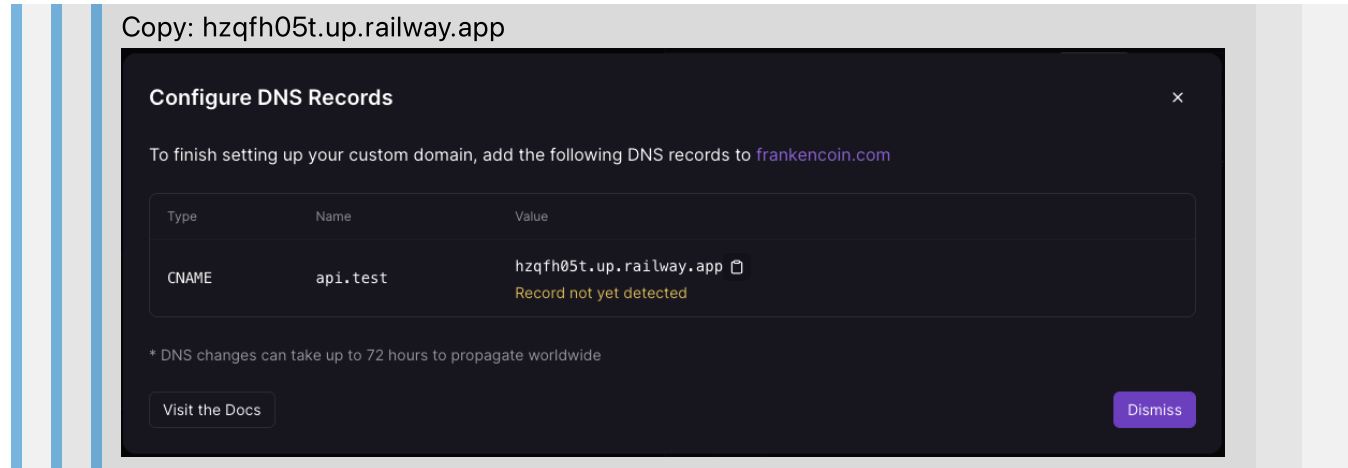 Copy: hzqfh05t.up.railway.app
Configure DNS Records
To finish setting up your custom domain, add the following DNS records to frankencoin.com
Type Name Value
CNAME api.test hzqfh05t.up.railway.app
Record not yet detected
* DNS changes can take up to 72 hours to propagate worldwide
Visit the Docs Dismiss